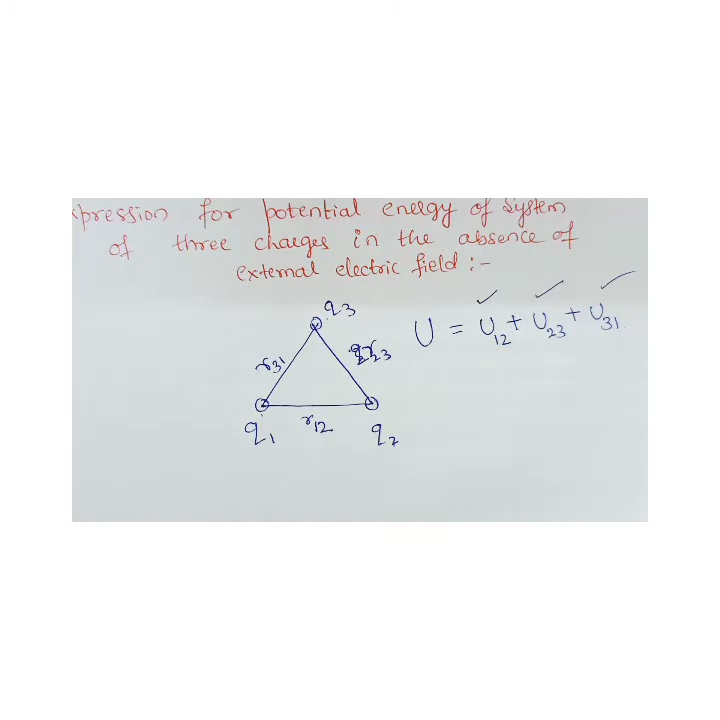 xpression for potential energy of system
of three charges in the absence of
external electric field :-
q3
U = U12 + U23 + U31
r31
r23
q1
r12
q2